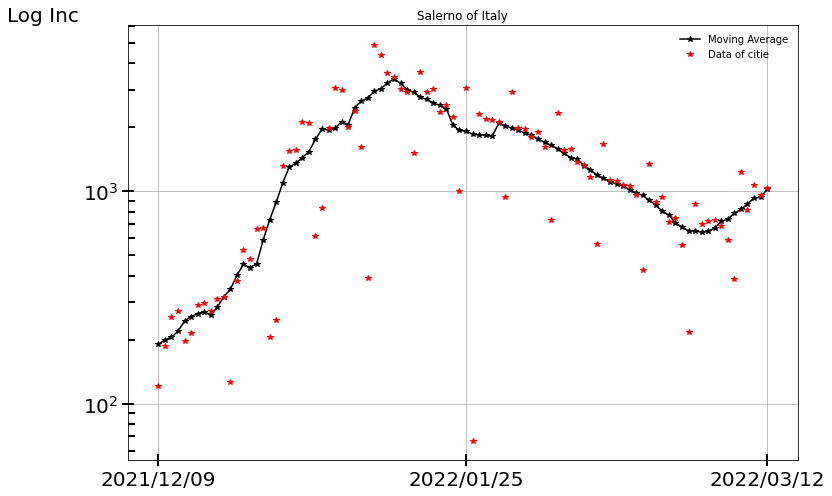 Log Inc
Salerno of Italy
Moving Average
Data of citie
10³
10²
2021/12/09
2022/01/25
2022/03/12